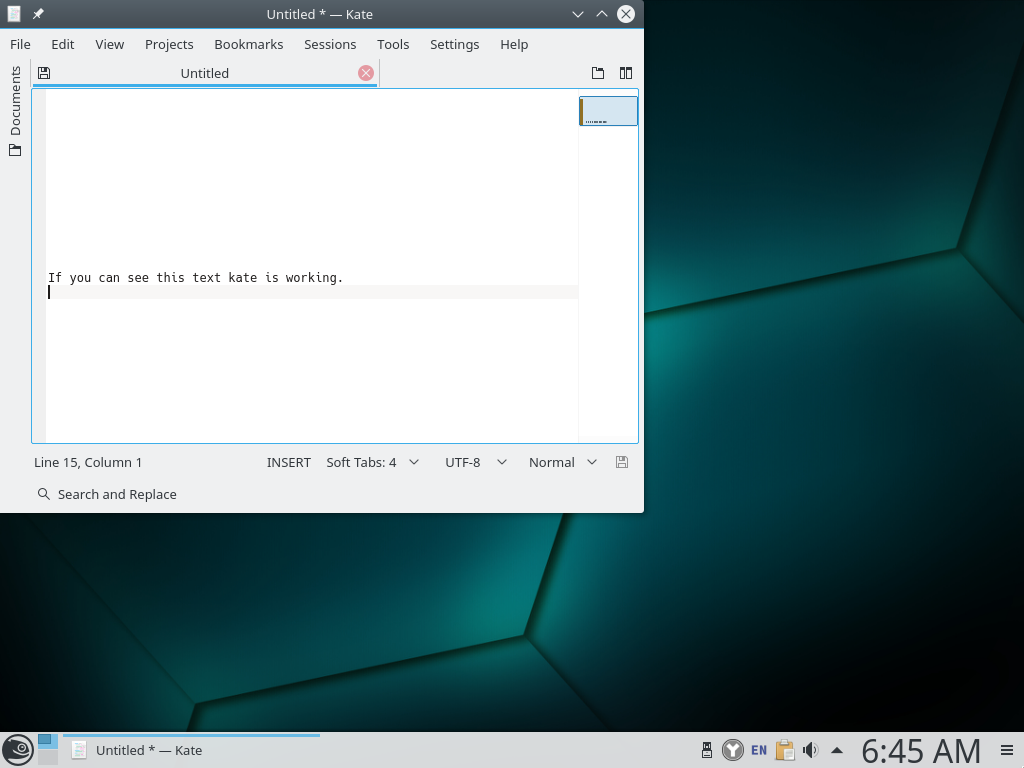 Untitled * — Kate
File Edit View Projects Bookmarks Sessions Tools Settings Help
Untitled
Documents
If you can see this text kate is working.
Line 15, Column 1 INSERT Soft Tabs: 4 UTF-8 Normal
Search and Replace
Untitled * — Kate EN 6:45 AM